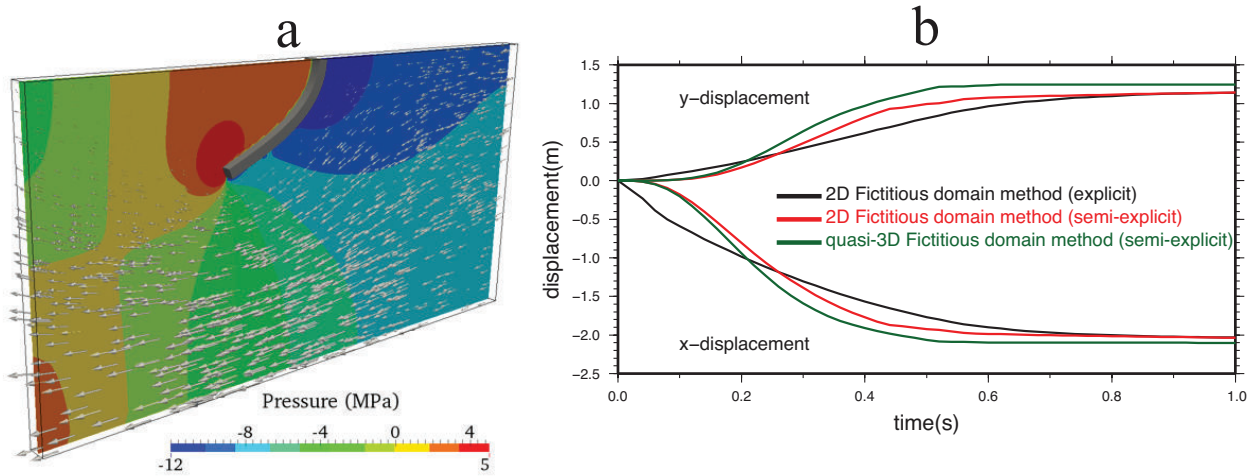 a
Pressure (MPa)
-8 -4 0 4
-12 5
b
1.5
1.0
0.5
0.0
−0.5
−1.0
−1.5
−2.0
−2.5
displacement(m)
y−displacement
2D Fictitious domain method (explicit)
2D Fictitious domain method (semi−explicit)
quasi−3D Fictitious domain method (semi−explicit)
x−displacement
0.0 0.2 0.4 0.6 0.8 1.0
time(s)